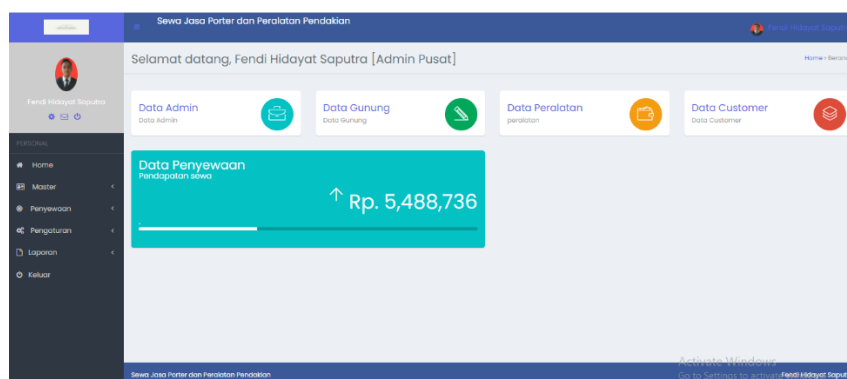 Sewa Jasa Porter dan Peralatan Pendakian
Fendi Hidayat Saput
Selamat datang, Fendi Hidayat Saputra [Admin Pusat]
Home > Beranda
Fendi Hidayat Saputra
PERSONAL
Home
Master
Penyewaan
Pengaturan
Laporan
Keluar
Data Admin
Data Admin
Data Gunung
Data Gunung
Data Peralatan
peralatan
Data Customer
Data Customer
Data Penyewaan
Pendapatan sewa
↑ Rp. 5,488,736
Activate Windows
Go to Settings to activate
Sewa Jasa Porter dan Peralatan Pendakian
Fendi Hidayat Saput